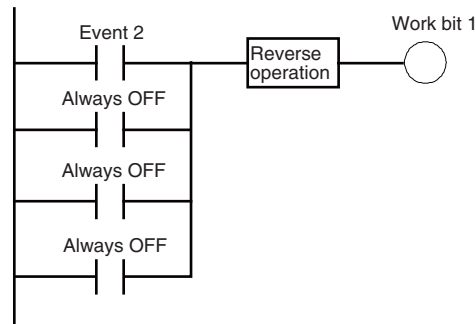 Work bit 1
Event 2
Reverse
operation
Always OFF
Always OFF
Always OFF